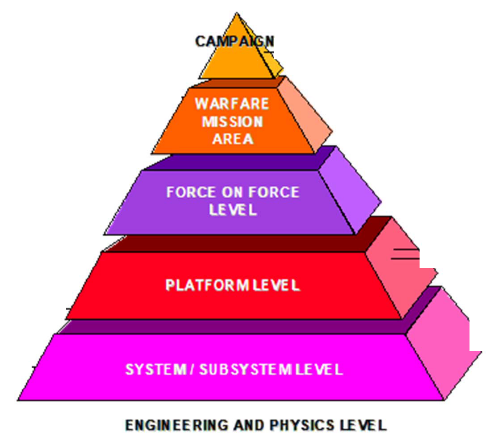 CAMPAIGN
WARFARE
MISSION
AREA
FORCE ON FORCE
LEVEL
PLATFORM LEVEL
SYSTEM / SUBSYSTEM LEVEL
ENGINEERING AND PHYSICS LEVEL